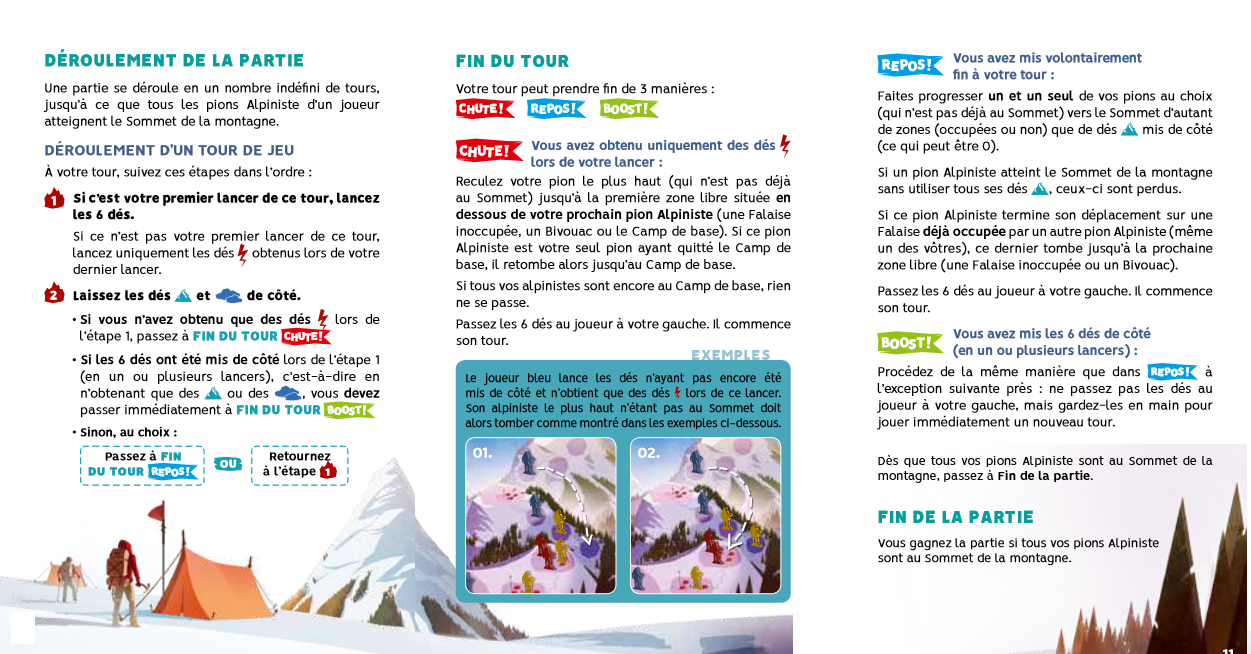 DÉROULEMENT DE LA PARTIE
Une partie se déroule en un nombre indéfini de tours,
jusqu'à ce que tous les pions Alpiniste d'un joueur
atteignent le Sommet de la montagne.
DÉROULEMENT D'UN TOUR DE JEU
À votre tour, suivez ces étapes dans l'ordre :
1 Si c'est votre premier lancer de ce tour, lancez
les 6 dés.
Si ce n'est pas votre premier lancer de ce tour,
lancez uniquement les dés obtenus lors de votre
dernier lancer.
2 Laissez les dés et de côté.
• Si vous n'avez obtenu que des dés lors de
l'étape 1, passez à FIN DU TOUR CHUTE!
• Si les 6 dés ont été mis de côté lors de l'étape 1
(en un ou plusieurs lancers), c'est-à-dire en
n'obtenant que des ou des , vous devez
passer immédiatement à FIN DU TOUR BOOST!
• Sinon, au choix :
Passez à FIN
DU TOUR REPOS!
OU
Retournez
à l'étape 1
FIN DU TOUR
Votre tour peut prendre fin de 3 manières :
CHUTE! REPOS! BOOST!
CHUTE! Vous avez obtenu uniquement des dés
lors de votre lancer :
Reculez votre pion le plus haut (qui n'est pas déjà
au Sommet) jusqu'à la première zone libre située en
dessous de votre prochain pion Alpiniste (une Falaise
inoccupée, un Bivouac ou le Camp de base). Si ce pion
Alpiniste est votre seul pion ayant quitté le Camp de
base, il retombe alors jusqu'au Camp de base.
Si tous vos alpinistes sont encore au Camp de base, rien
ne se passe.
Passez les 6 dés au joueur à votre gauche. Il commence
son tour.
EXEMPLES
Le joueur bleu lance les dés n'ayant pas encore été
mis de côté et n'obtient que des dés lors de ce lancer.
Son alpiniste le plus haut n'étant pas au Sommet doit
alors tomber comme montré dans les exemples ci-dessous.
01.
02.
REPOS! Vous avez mis volontairement
fin à votre tour :
Faites progresser un et un seul de vos pions au choix
(qui n'est pas déjà au Sommet) vers le Sommet d'autant
de zones (occupées ou non) que de dés mis de côté
(ce qui peut être 0).
Si un pion Alpiniste atteint le Sommet de la montagne
sans utiliser tous ses dés , ceux-ci sont perdus.
Si ce pion Alpiniste termine son déplacement sur une
Falaise déjà occupée par un autre pion Alpiniste (même
un des vôtres), ce dernier tombe jusqu'à la prochaine
zone libre (une Falaise inoccupée ou un Bivouac).
Passez les 6 dés au joueur à votre gauche. Il commence
son tour.
BOOST! Vous avez mis les 6 dés de côté
(en un ou plusieurs lancers) :
Procédez de la même manière que dans REPOS! à
l'exception suivante près : ne passez pas les dés au
joueur à votre gauche, mais gardez-les en main pour
jouer immédiatement un nouveau tour.
Dès que tous vos pions Alpiniste sont au Sommet de la
montagne, passez à Fin de la partie.
FIN DE LA PARTIE
Vous gagnez la partie si tous vos pions Alpiniste
sont au Sommet de la montagne.